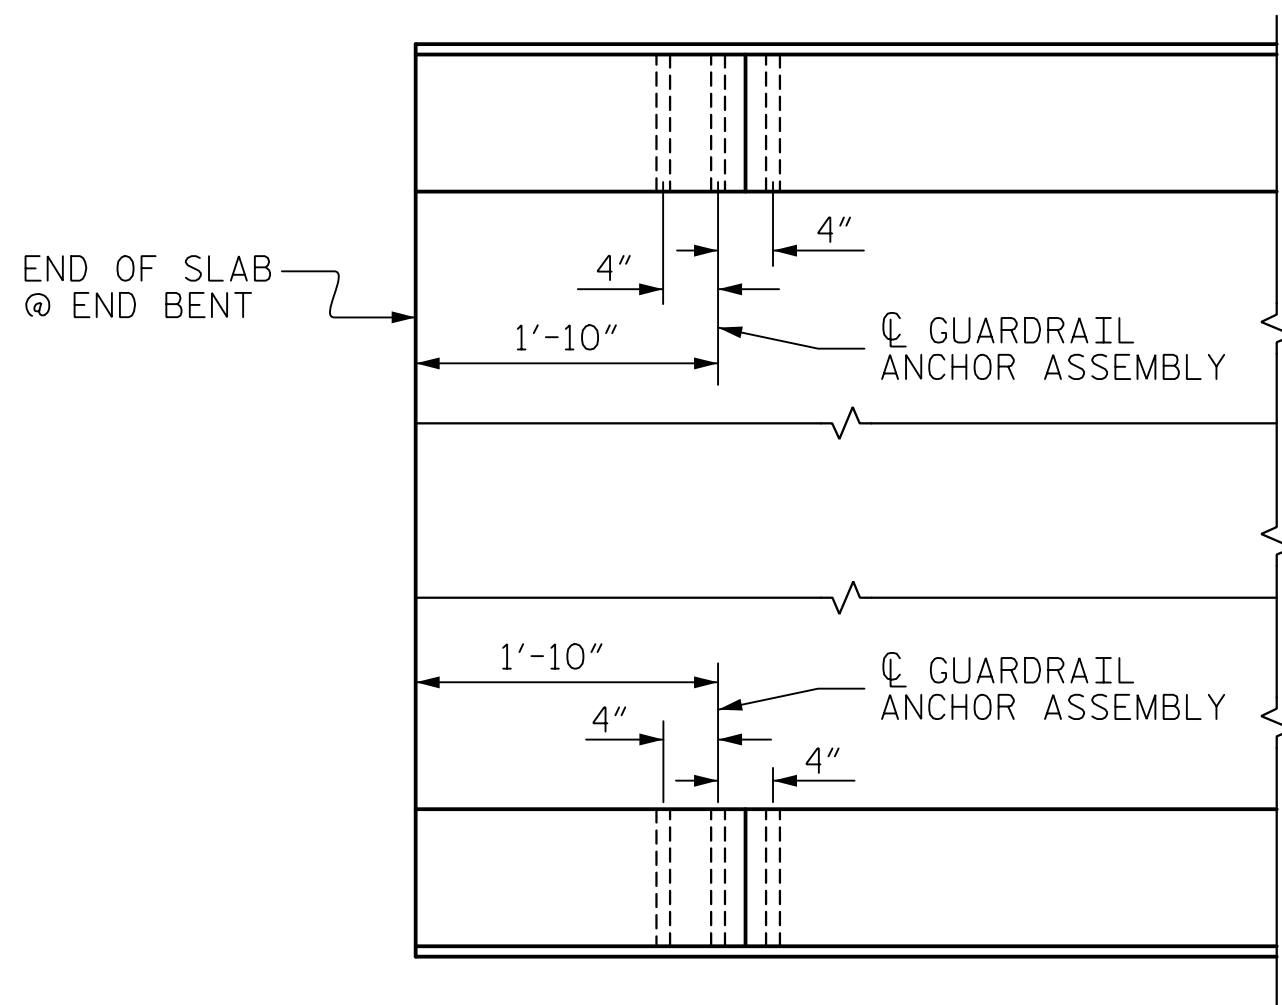 4″
4″
END OF SLAB
@ END BENT
1′-10″
℄ GUARDRAIL
ANCHOR ASSEMBLY
1′-10″
℄ GUARDRAIL
ANCHOR ASSEMBLY
4″
4″